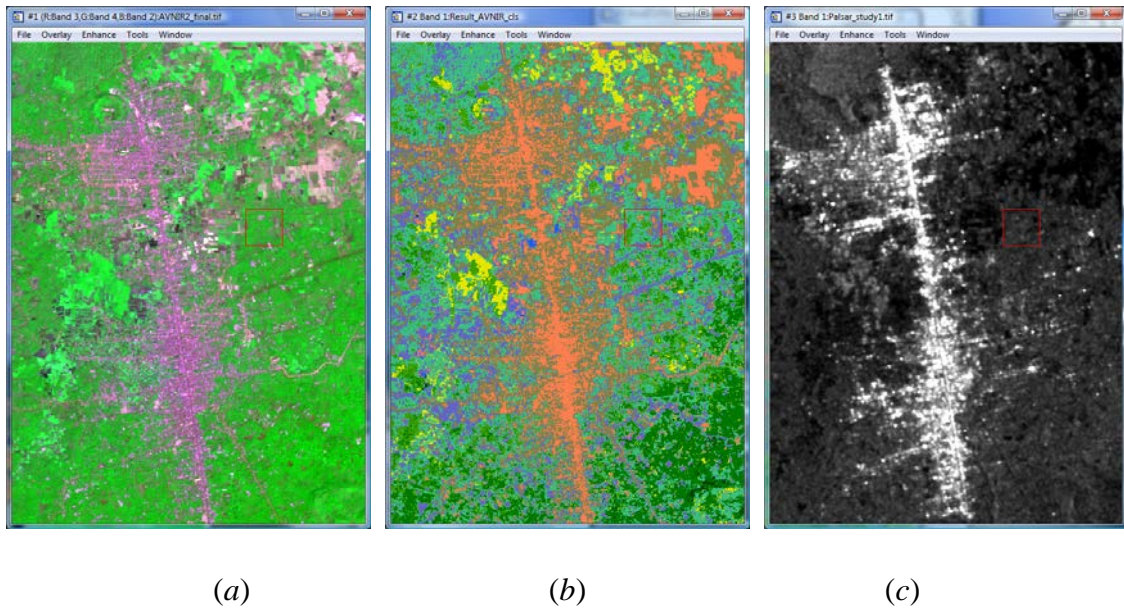 #1 (R:Band 3,G:Band 4,B:Band 2):AVNIR2_final.tif
File Overlay Enhance Tools Window
#2 Band 1:Result_AVNIR_cls
File Overlay Enhance Tools Window
#3 Band 1:Palsar_study1.tif
File Overlay Enhance Tools Window
(a)
(b)
(c)